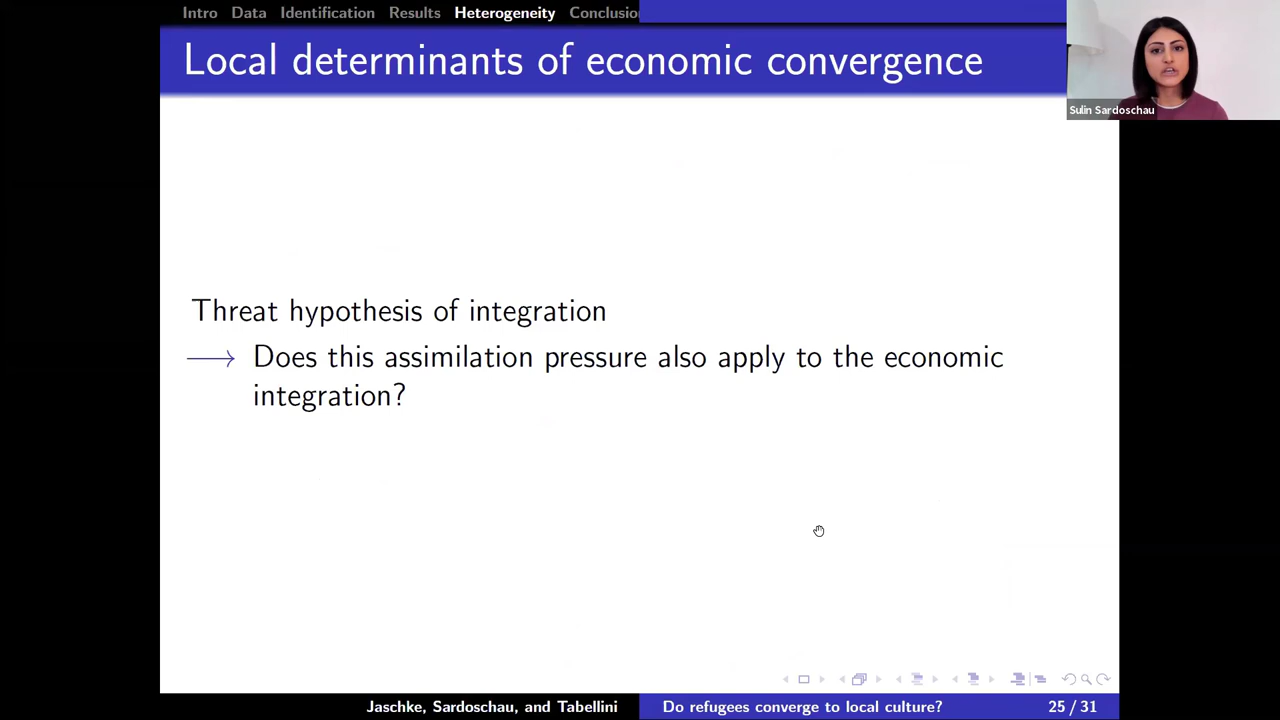 Intro Data Identification Results Heterogeneity Conclusion
Local determinants of economic convergence
Sulin Sardoschau
Threat hypothesis of integration
Does this assimilation pressure also apply to the economic
integration?
Jaschke, Sardoschau, and Tabellini Do refugees converge to local culture? 25 / 31